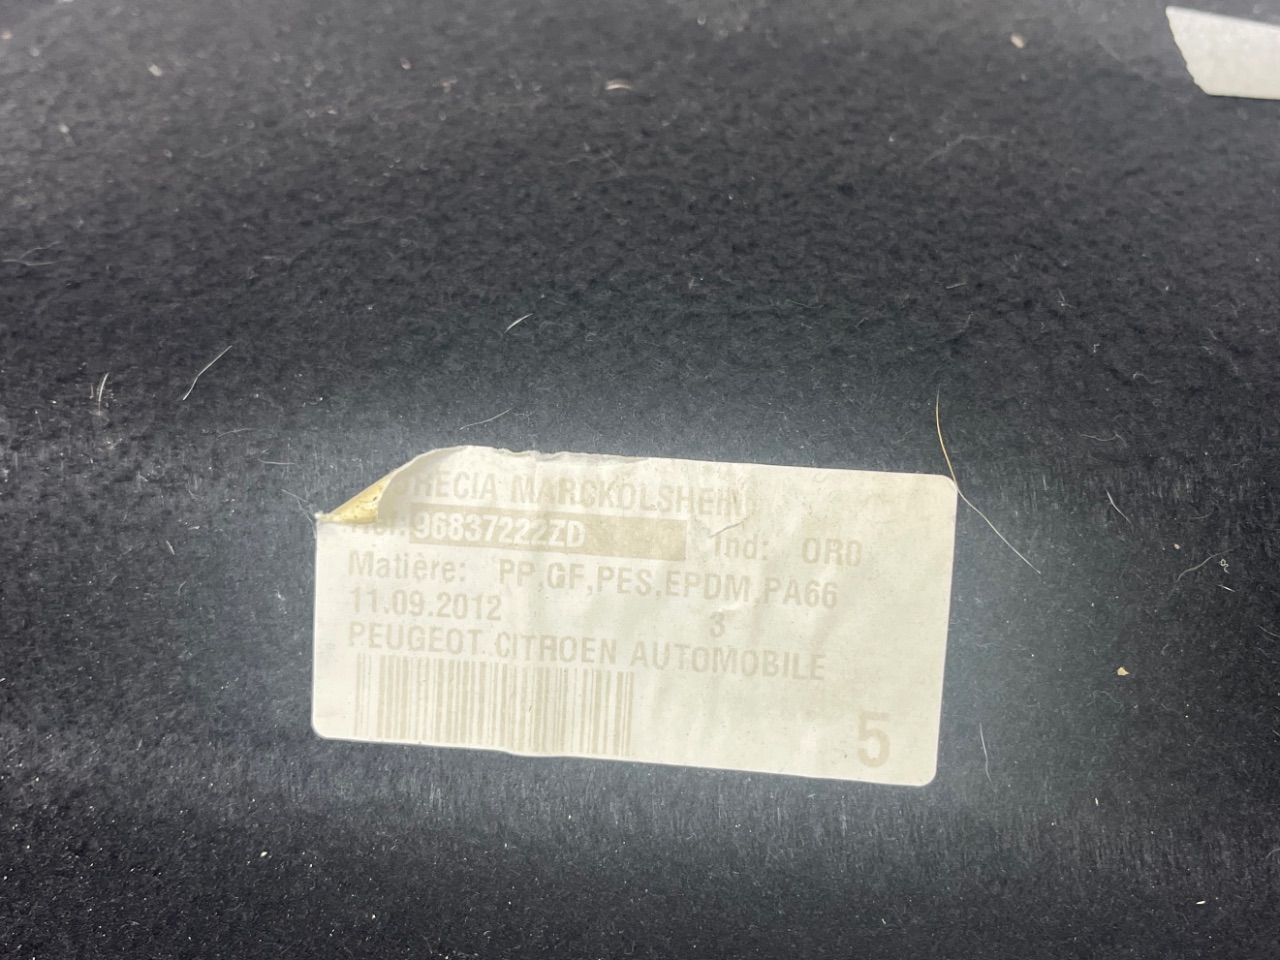 RECIA MARCKOLSHEIM
96837222ZD Ind: OR0
Matière: PP,GF,PES,EPDM,PA66
11.09.2012 3
PEUGEOT CITROEN AUTOMOBILE
5